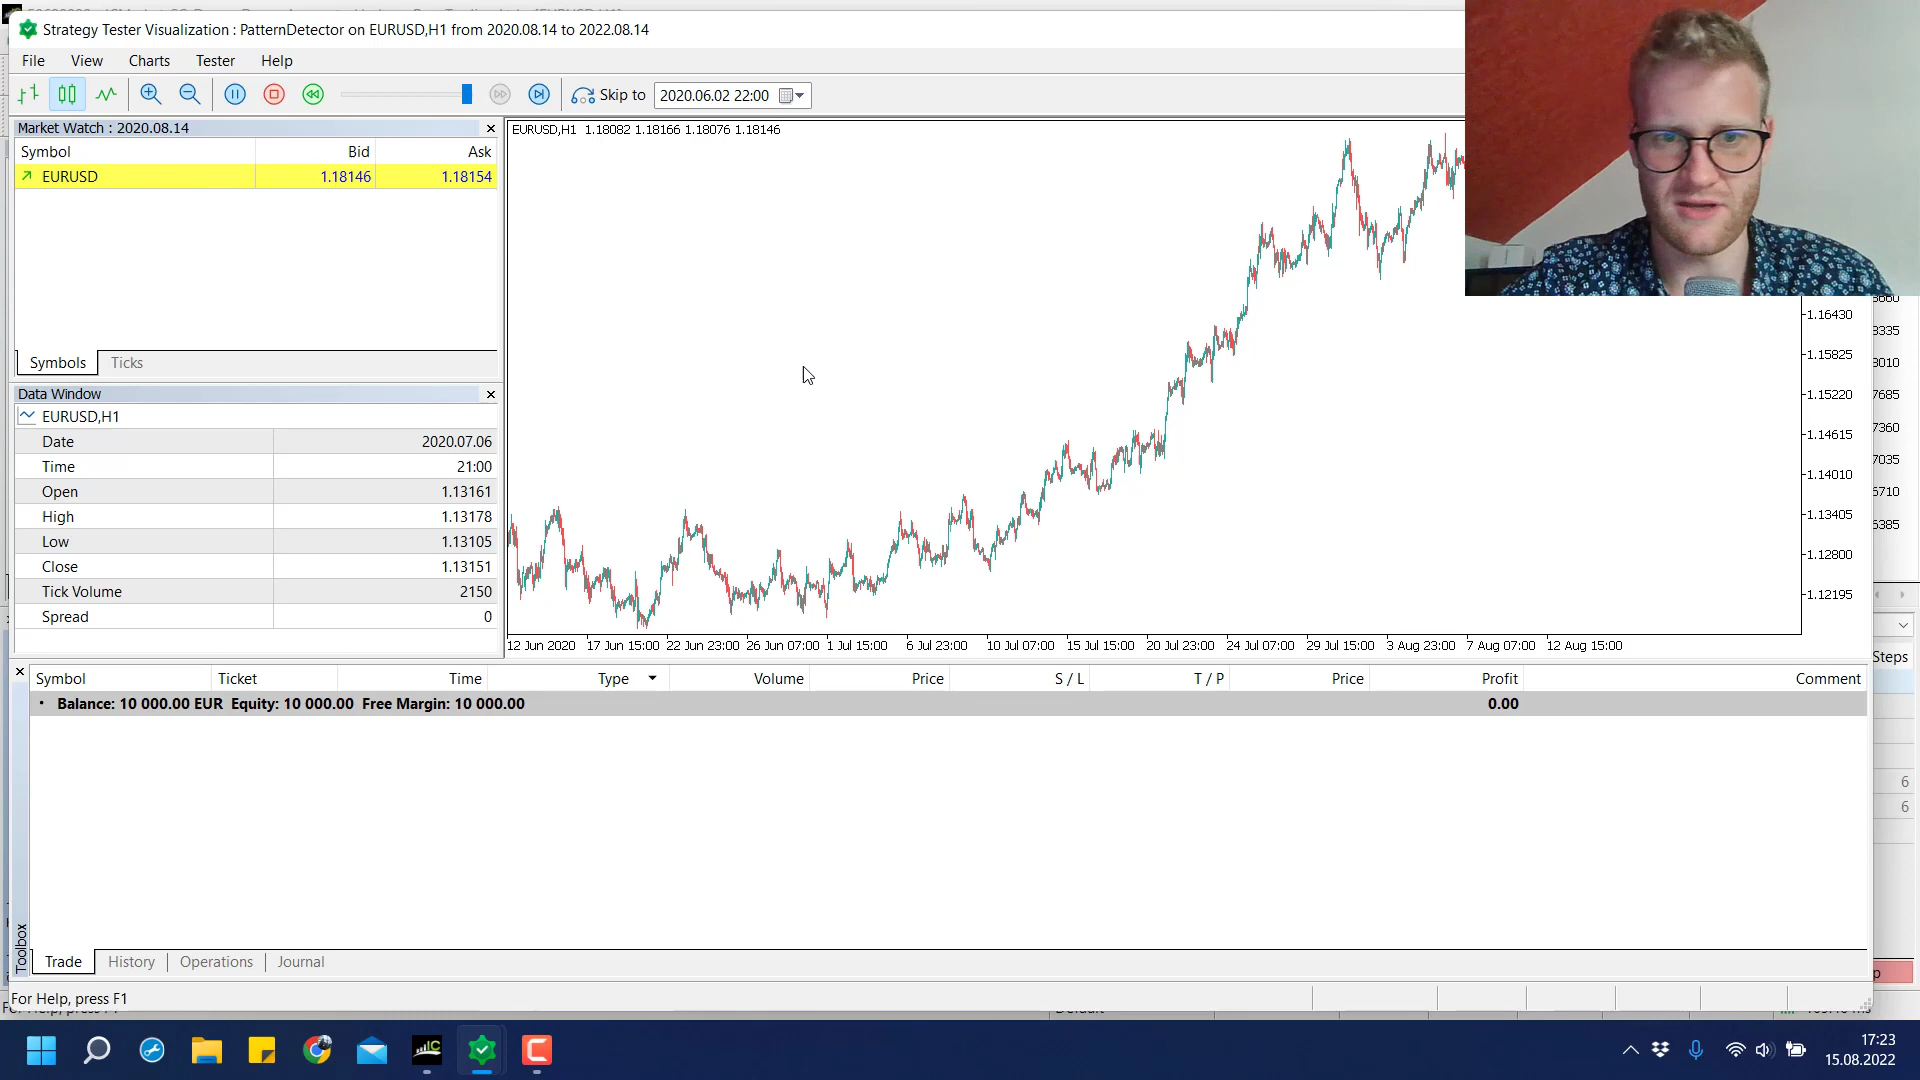 Strategy Tester Visualization : PatternDetector on EURUSD,H1 from 2020.08.14 to 2022.08.14
File View Charts Tester Help
Skip to 2020.06.02 22:00
Market Watch : 2020.08.14
Symbol Bid Ask
EURUSD 1.18146 1.18154
Symbols Ticks
Data Window
EURUSD,H1
Date 2020.07.06
Time 21:00
Open 1.13161
High 1.13178
Low 1.13105
Close 1.13151
Tick Volume 2150
Spread 0
EURUSD,H1 1.18082 1.18166 1.18076 1.18146
1.16430
1.15825
1.15220
1.14615
1.14010
1.13405
1.12800
1.12195
12 Jun 2020 17 Jun 15:00 22 Jun 23:00 26 Jun 07:00 1 Jul 15:00 6 Jul 23:00 10 Jul 07:00 15 Jul 15:00 20 Jul 23:00 24 Jul 07:00 29 Jul 15:00 3 Aug 23:00 7 Aug 07:00 12 Aug 15:00
8335
8010
7685
7360
7035
6710
6385
Steps
6
6
Symbol Ticket Time Type Volume Price S / L T / P Price Profit Comment
Balance: 10 000.00 EUR Equity: 10 000.00 Free Margin: 10 000.00 0.00
Toolbox
Trade History Operations Journal
For Help, press F1
17:23
15.08.2022